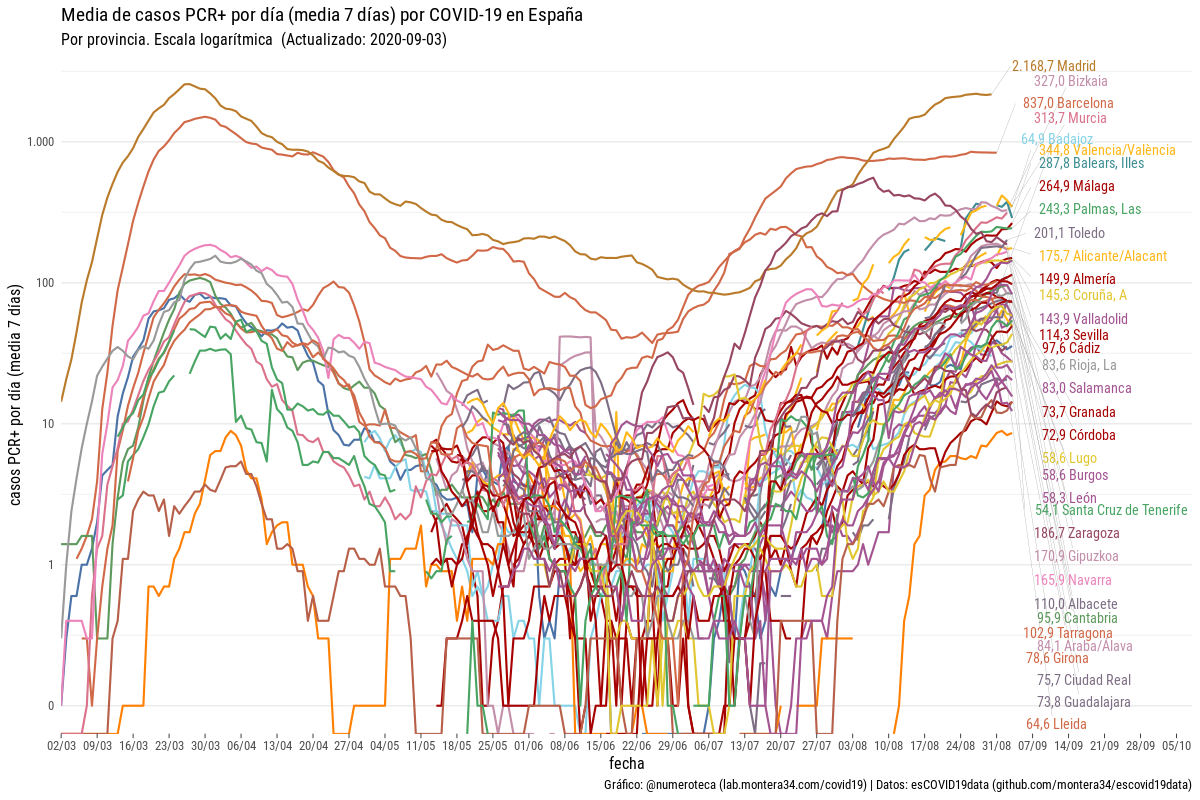 Media de casos PCR+ por día (media 7 días) por COVID-19 en España
Por provincia. Escala logarítmica (Actualizado: 2020-09-03)
casos PCR+ por día (media 7 días)
1.000
100
10
1
0
2.168,7 Madrid
327,0 Bizkaia
837,0 Barcelona
313,7 Murcia
64,9 Badajoz
344,8 Valencia/València
287,8 Balears, Illes
264,9 Málaga
243,3 Palmas, Las
201,1 Toledo
175,7 Alicante/Alacant
149,9 Almería
145,3 Coruña, A
143,9 Valladolid
114,3 Sevilla
97,6 Cádiz
83,6 Rioja, La
83,0 Salamanca
73,7 Granada
72,9 Córdoba
58,6 Lugo
58,6 Burgos
58,3 León
54,1 Santa Cruz de Tenerife
186,7 Zaragoza
170,9 Gipuzkoa
165,9 Navarra
110,0 Albacete
95,9 Cantabria
102,9 Tarragona
84,1 Araba/Álava
78,6 Girona
75,7 Ciudad Real
73,8 Guadalajara
64,6 Lleida
02/03 09/03 16/03 23/03 30/03 06/04 13/04 20/04 27/04 04/05 11/05 18/05 25/05 01/06 08/06 15/06 22/06 29/06 06/07 13/07 20/07 27/07 03/08 10/08 17/08 24/08 31/08 07/09 14/09 21/09 28/09 05/10
fecha
Gráfico: @numeroteca (lab.montera34.com/covid19) | Datos: esCOVID19data (github.com/montera34/escovid19data)